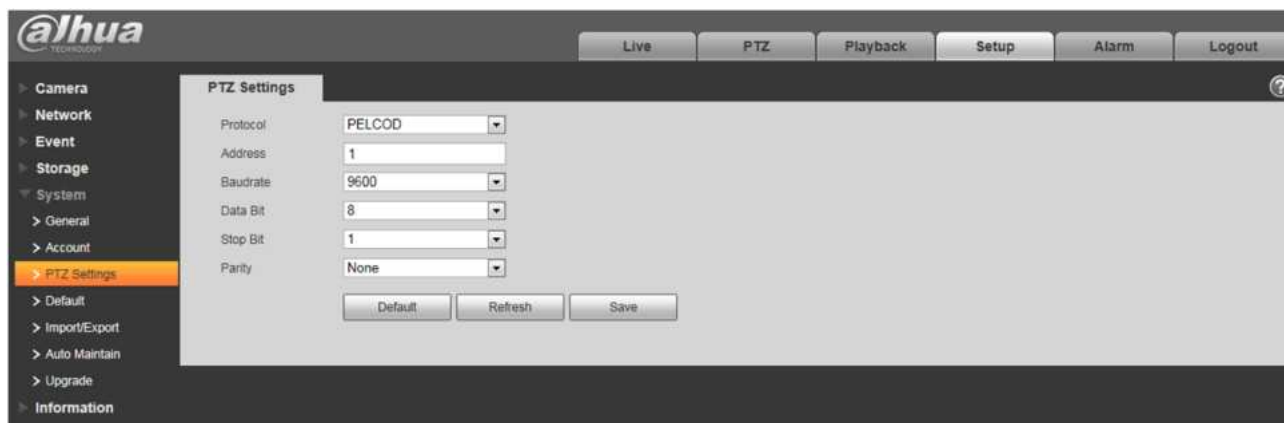 alhua
TECHNOLOGY
Live PTZ Playback Setup Alarm Logout
Camera
Network
Event
Storage
System
> General
> Account
> PTZ Settings
> Default
> Import/Export
> Auto Maintain
> Upgrade
Information
PTZ Settings
?
Protocol PELCOD
Address 1
Baudrate 9600
Data Bit 8
Stop Bit 1
Parity None
Default Refresh Save